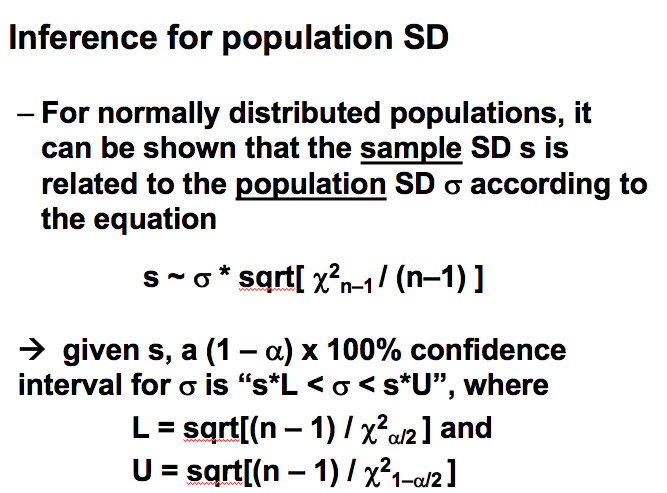 Inference for population SD
– For normally distributed populations, it
can be shown that the sample SD s is
related to the population SD σ according to
the equation
s ~ σ * sqrt[ χ²n–1 / (n–1) ]
→ given s, a (1 – α) x 100% confidence
interval for σ is “s*L < σ < s*U”, where
L = sqrt[(n – 1) / χ²α/2 ] and
U = sqrt[(n – 1) / χ²1–α/2 ]